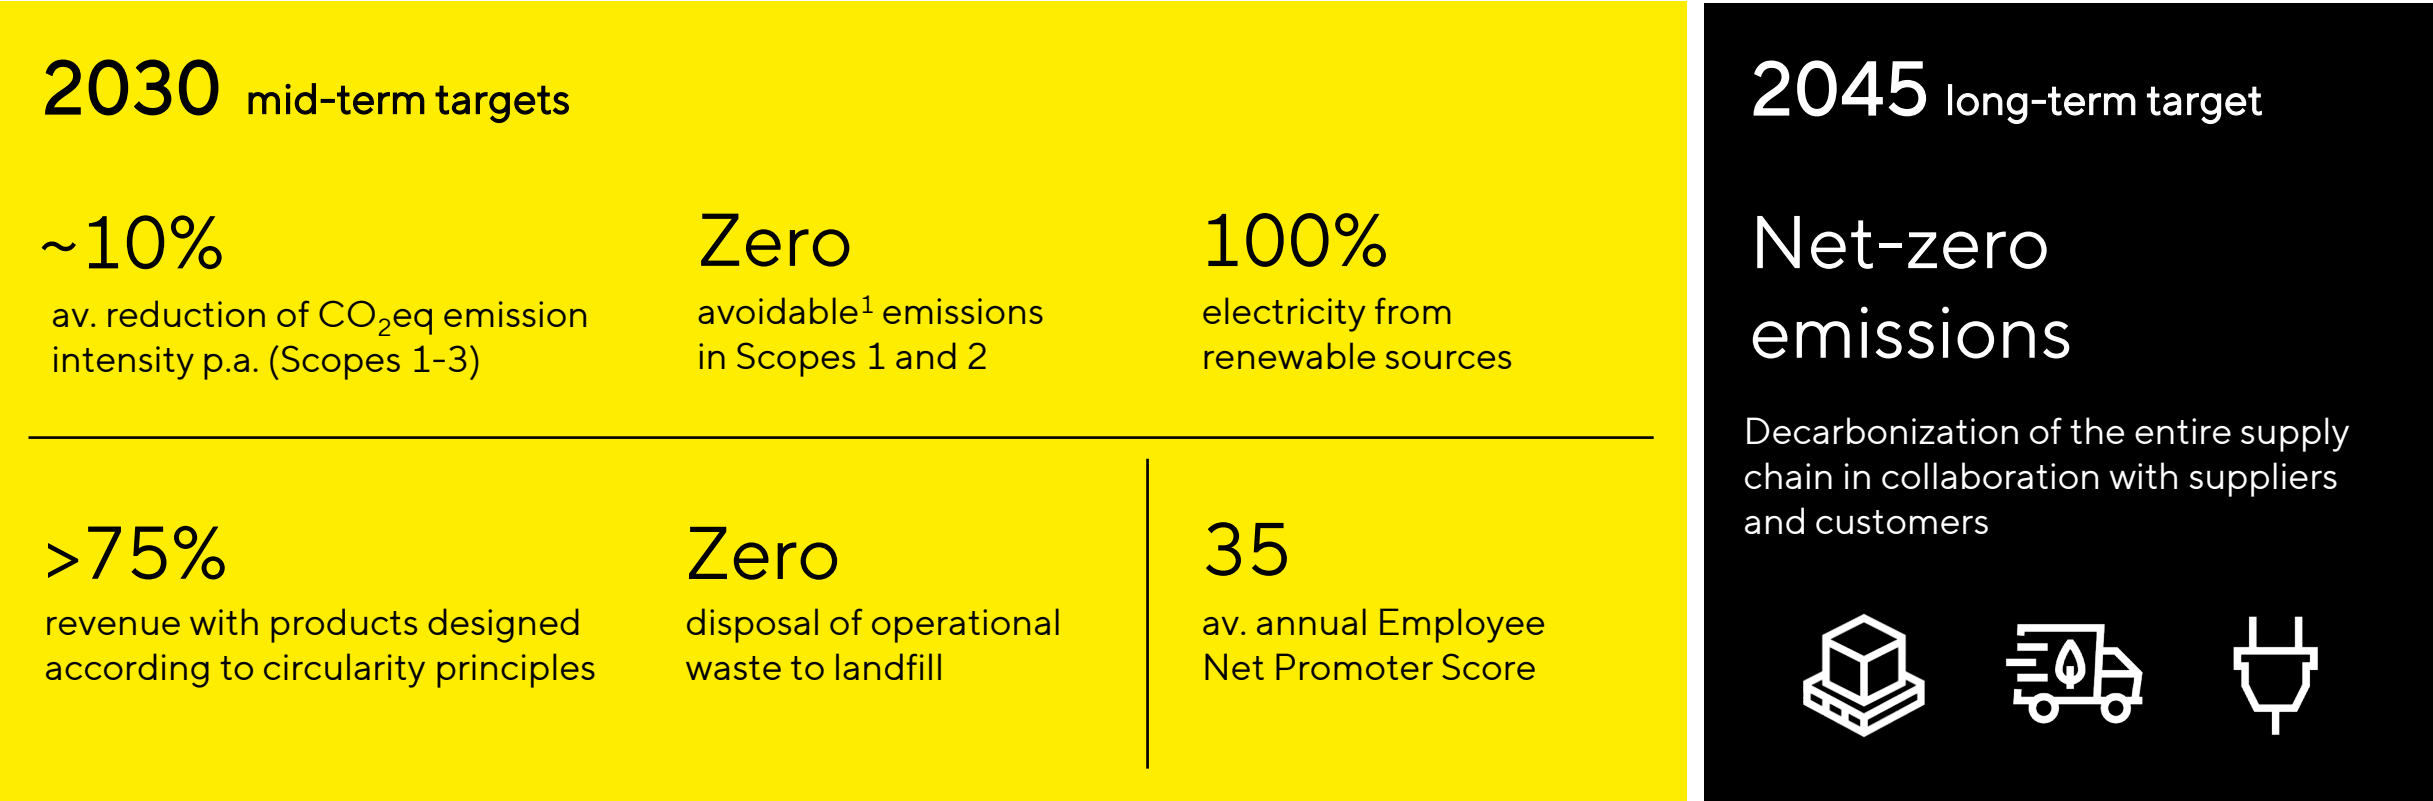 2030 mid-term targets
~10%
av. reduction of CO₂eq emission
intensity p.a. (Scopes 1-3)
Zero
avoidable¹ emissions
in Scopes 1 and 2
100%
electricity from
renewable sources
>75%
revenue with products designed
according to circularity principles
Zero
disposal of operational
waste to landfill
35
av. annual Employee
Net Promoter Score
2045 long-term target
Net-zero
emissions
Decarbonization of the entire supply
chain in collaboration with suppliers
and customers